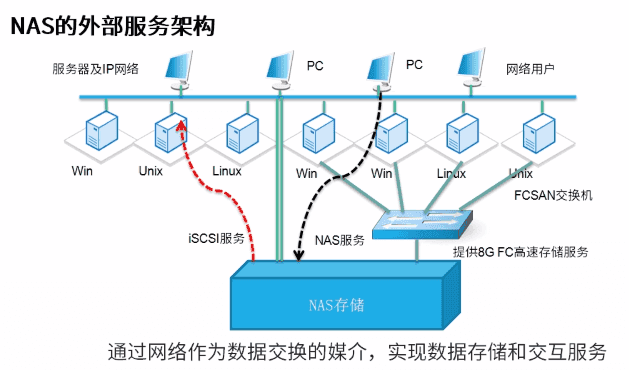 NAS的外部服务架构
服务器及IP网络
PC
PC
网络用户
Win
Unix
Linux
Win
Win
Linux
Unix
FCSAN交换机
iSCSI服务
NAS服务
提供8G FC高速存储服务
NAS存储
通过网络作为数据交换的媒介，实现数据存储和交互服务